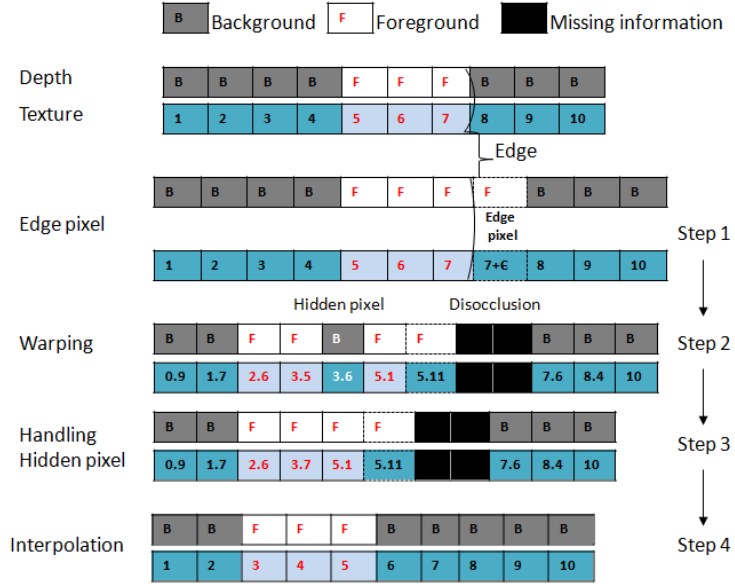 B Background F Foreground Missing information
Depth B B B B F F F B B B
Texture 1 2 3 4 5 6 7 8 9 10
Edge
B B B B F F F F B B B
Edge pixel Edge pixel Step 1
1 2 3 4 5 6 7 7+€ 8 9 10
Hidden pixel Disocclusion
B B F F B F F B B B
Warping Step 2
0.9 1.7 2.6 3.5 3.6 5.1 5.11 7.6 8.4 10
B B F F F F B B B
Handling Hidden pixel Step 3
0.9 1.7 2.6 3.7 5.1 5.11 7.6 8.4 10
B B F F F B B B B B
Interpolation Step 4
1 2 3 4 5 6 7 8 9 10